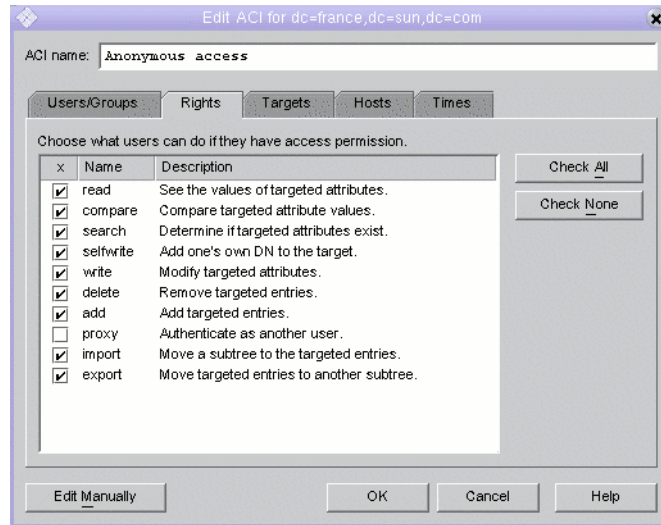 Edit ACI for dc=france,dc=sun,dc=com
ACI name: Anonymous access
Users/Groups Rights Targets Hosts Times
Choose what users can do if they have access permission.
x Name Description
read See the values of targeted attributes.
compare Compare targeted attribute values.
search Determine if targeted attributes exist.
selfwrite Add one's own DN to the target.
write Modify targeted attributes.
delete Remove targeted entries.
add Add targeted entries.
proxy Authenticate as another user.
import Move a subtree to the targeted entries.
export Move targeted entries to another subtree.
Check All
Check None
Edit Manually OK Cancel Help